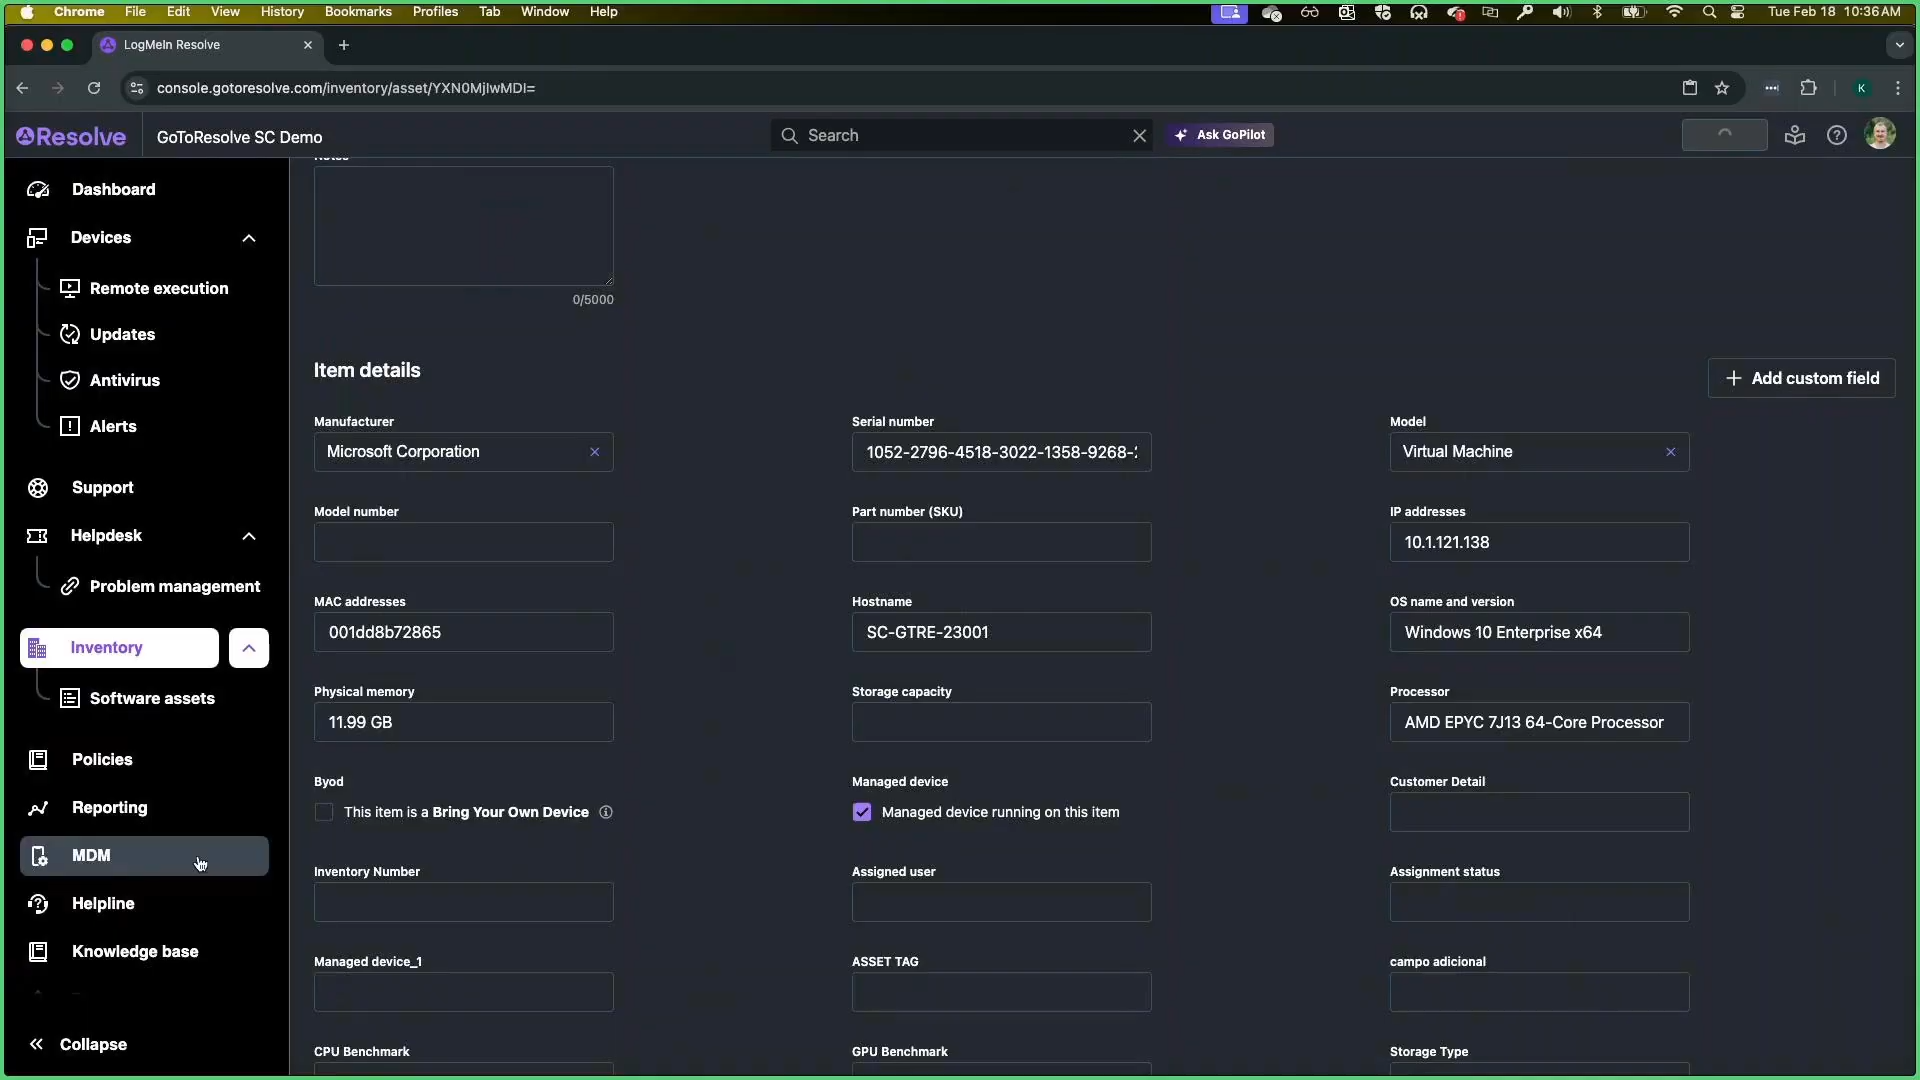 Chrome File Edit View History Bookmarks Profiles Tab Window Help Tue Feb 18 10:36 AM
LogMeIn Resolve
console.gotoresolve.com/inventory/asset/YXN0MjIwMDI=
K
Resolve GoToResolve SC Demo Search Ask GoPilot
Dashboard
Devices
Remote execution
Updates
Antivirus
Alerts
Support
Helpdesk
Problem management
Inventory
Software assets
Policies
Reporting
MDM
Helpline
Knowledge base
Collapse
Notes
0/5000
Item details
Add custom field
Manufacturer Serial number Model
Microsoft Corporation 1052-2796-4518-3022-1358-9268- Virtual Machine
Model number Part number (SKU) IP addresses
10.1.121.138
MAC addresses Hostname OS name and version
001dd8b72865 SC-GTRE-23001 Windows 10 Enterprise x64
Physical memory Storage capacity Processor
11.99 GB AMD EPYC 7J13 64-Core Processor
Byod Managed device Customer Detail
This item is a Bring Your Own Device Managed device running on this item
Inventory Number Assigned user Assignment status
Managed device_1 ASSET TAG campo adicional
CPU Benchmark GPU Benchmark Storage Type